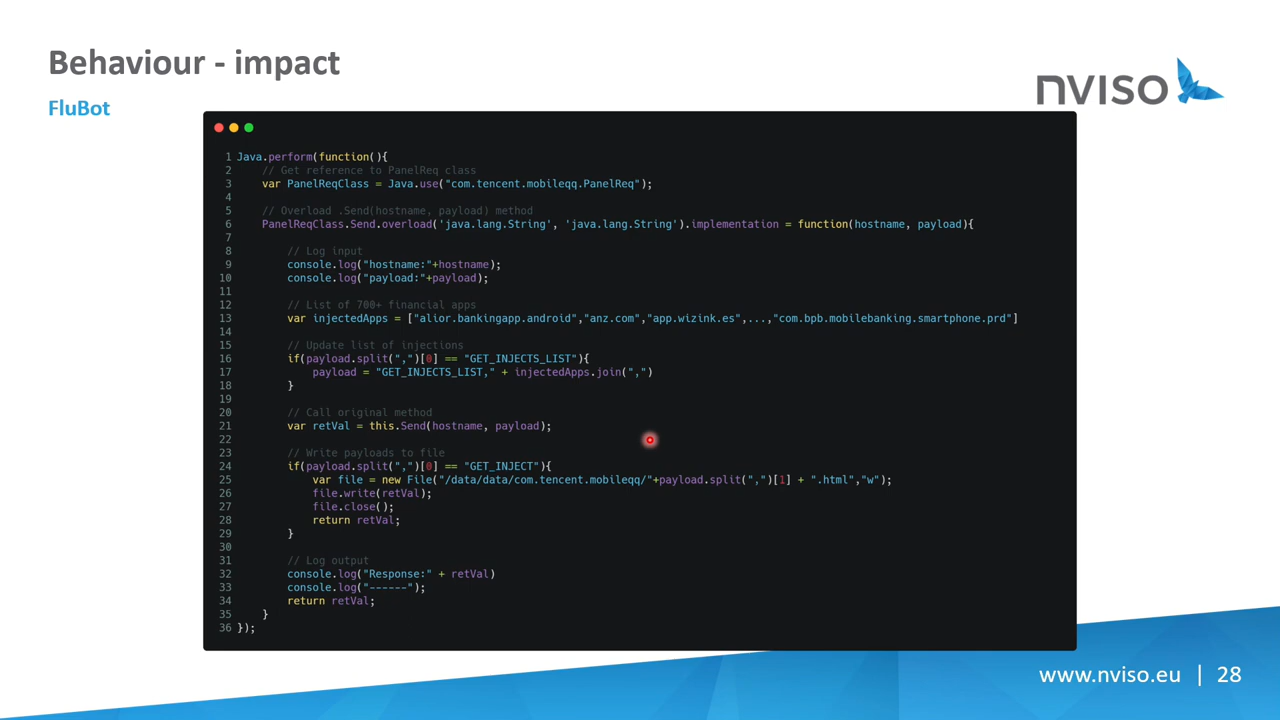 Behaviour - impact
FluBot
nviso
1 Java.perform(function(){
2 // Get reference to PanelReq class
3 var PanelReqClass = Java.use("com.tencent.mobileqq.PanelReq");
4
5 // Overload .Send(hostname, payload) method
6 PanelReqClass.Send.overload('java.lang.String', 'java.lang.String').implementation = function(hostname, payload){
7
8 // Log input
9 console.log("hostname:"+hostname);
10 console.log("payload:"+payload);
11
12 // List of 700+ financial apps
13 var injectedApps = ["alior.bankingapp.android","anz.com","app.wizink.es",...,"com.bpb.mobilebanking.smartphone.prd"]
14
15 // Update list of injections
16 if(payload.split(",")[0] == "GET_INJECTS_LIST"){
17 payload = "GET_INJECTS_LIST," + injectedApps.join(",")
18 }
19
20 // Call original method
21 var retVal = this.Send(hostname, payload);
22
23 // Write payloads to file
24 if(payload.split(",")[0] == "GET_INJECT"){
25 var file = new File("/data/data/com.tencent.mobileqq/"+payload.split(",")[1] + ".html","w");
26 file.write(retVal);
27 file.close();
28 return retVal;
29 }
30
31 // Log output
32 console.log("Response:" + retVal)
33 console.log("------");
34 return retVal;
35 }
36 });
www.nviso.eu | 28